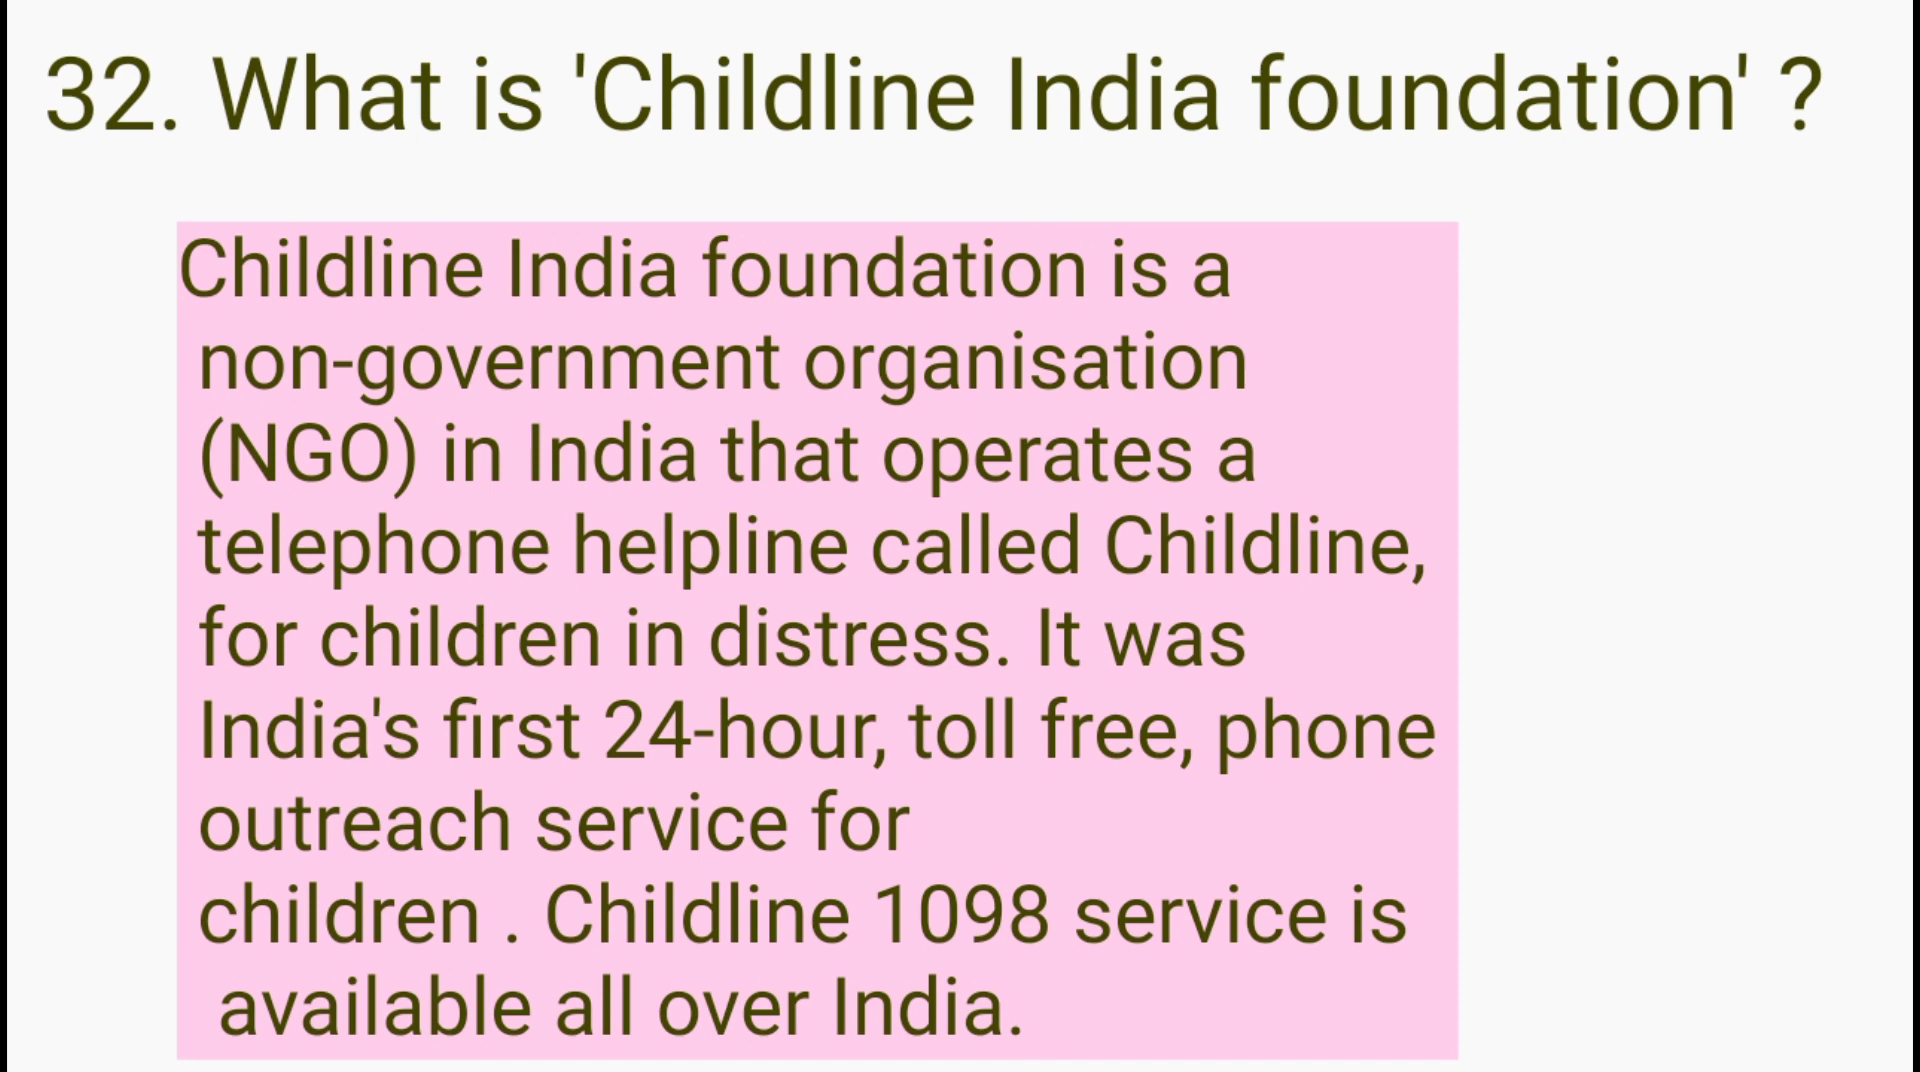 32. What is 'Childline India foundation' ?
Childline India foundation is a
non-government organisation
(NGO) in India that operates a
telephone helpline called Childline,
for children in distress. It was
India's first 24-hour, toll free, phone
outreach service for
children . Childline 1098 service is
available all over India.